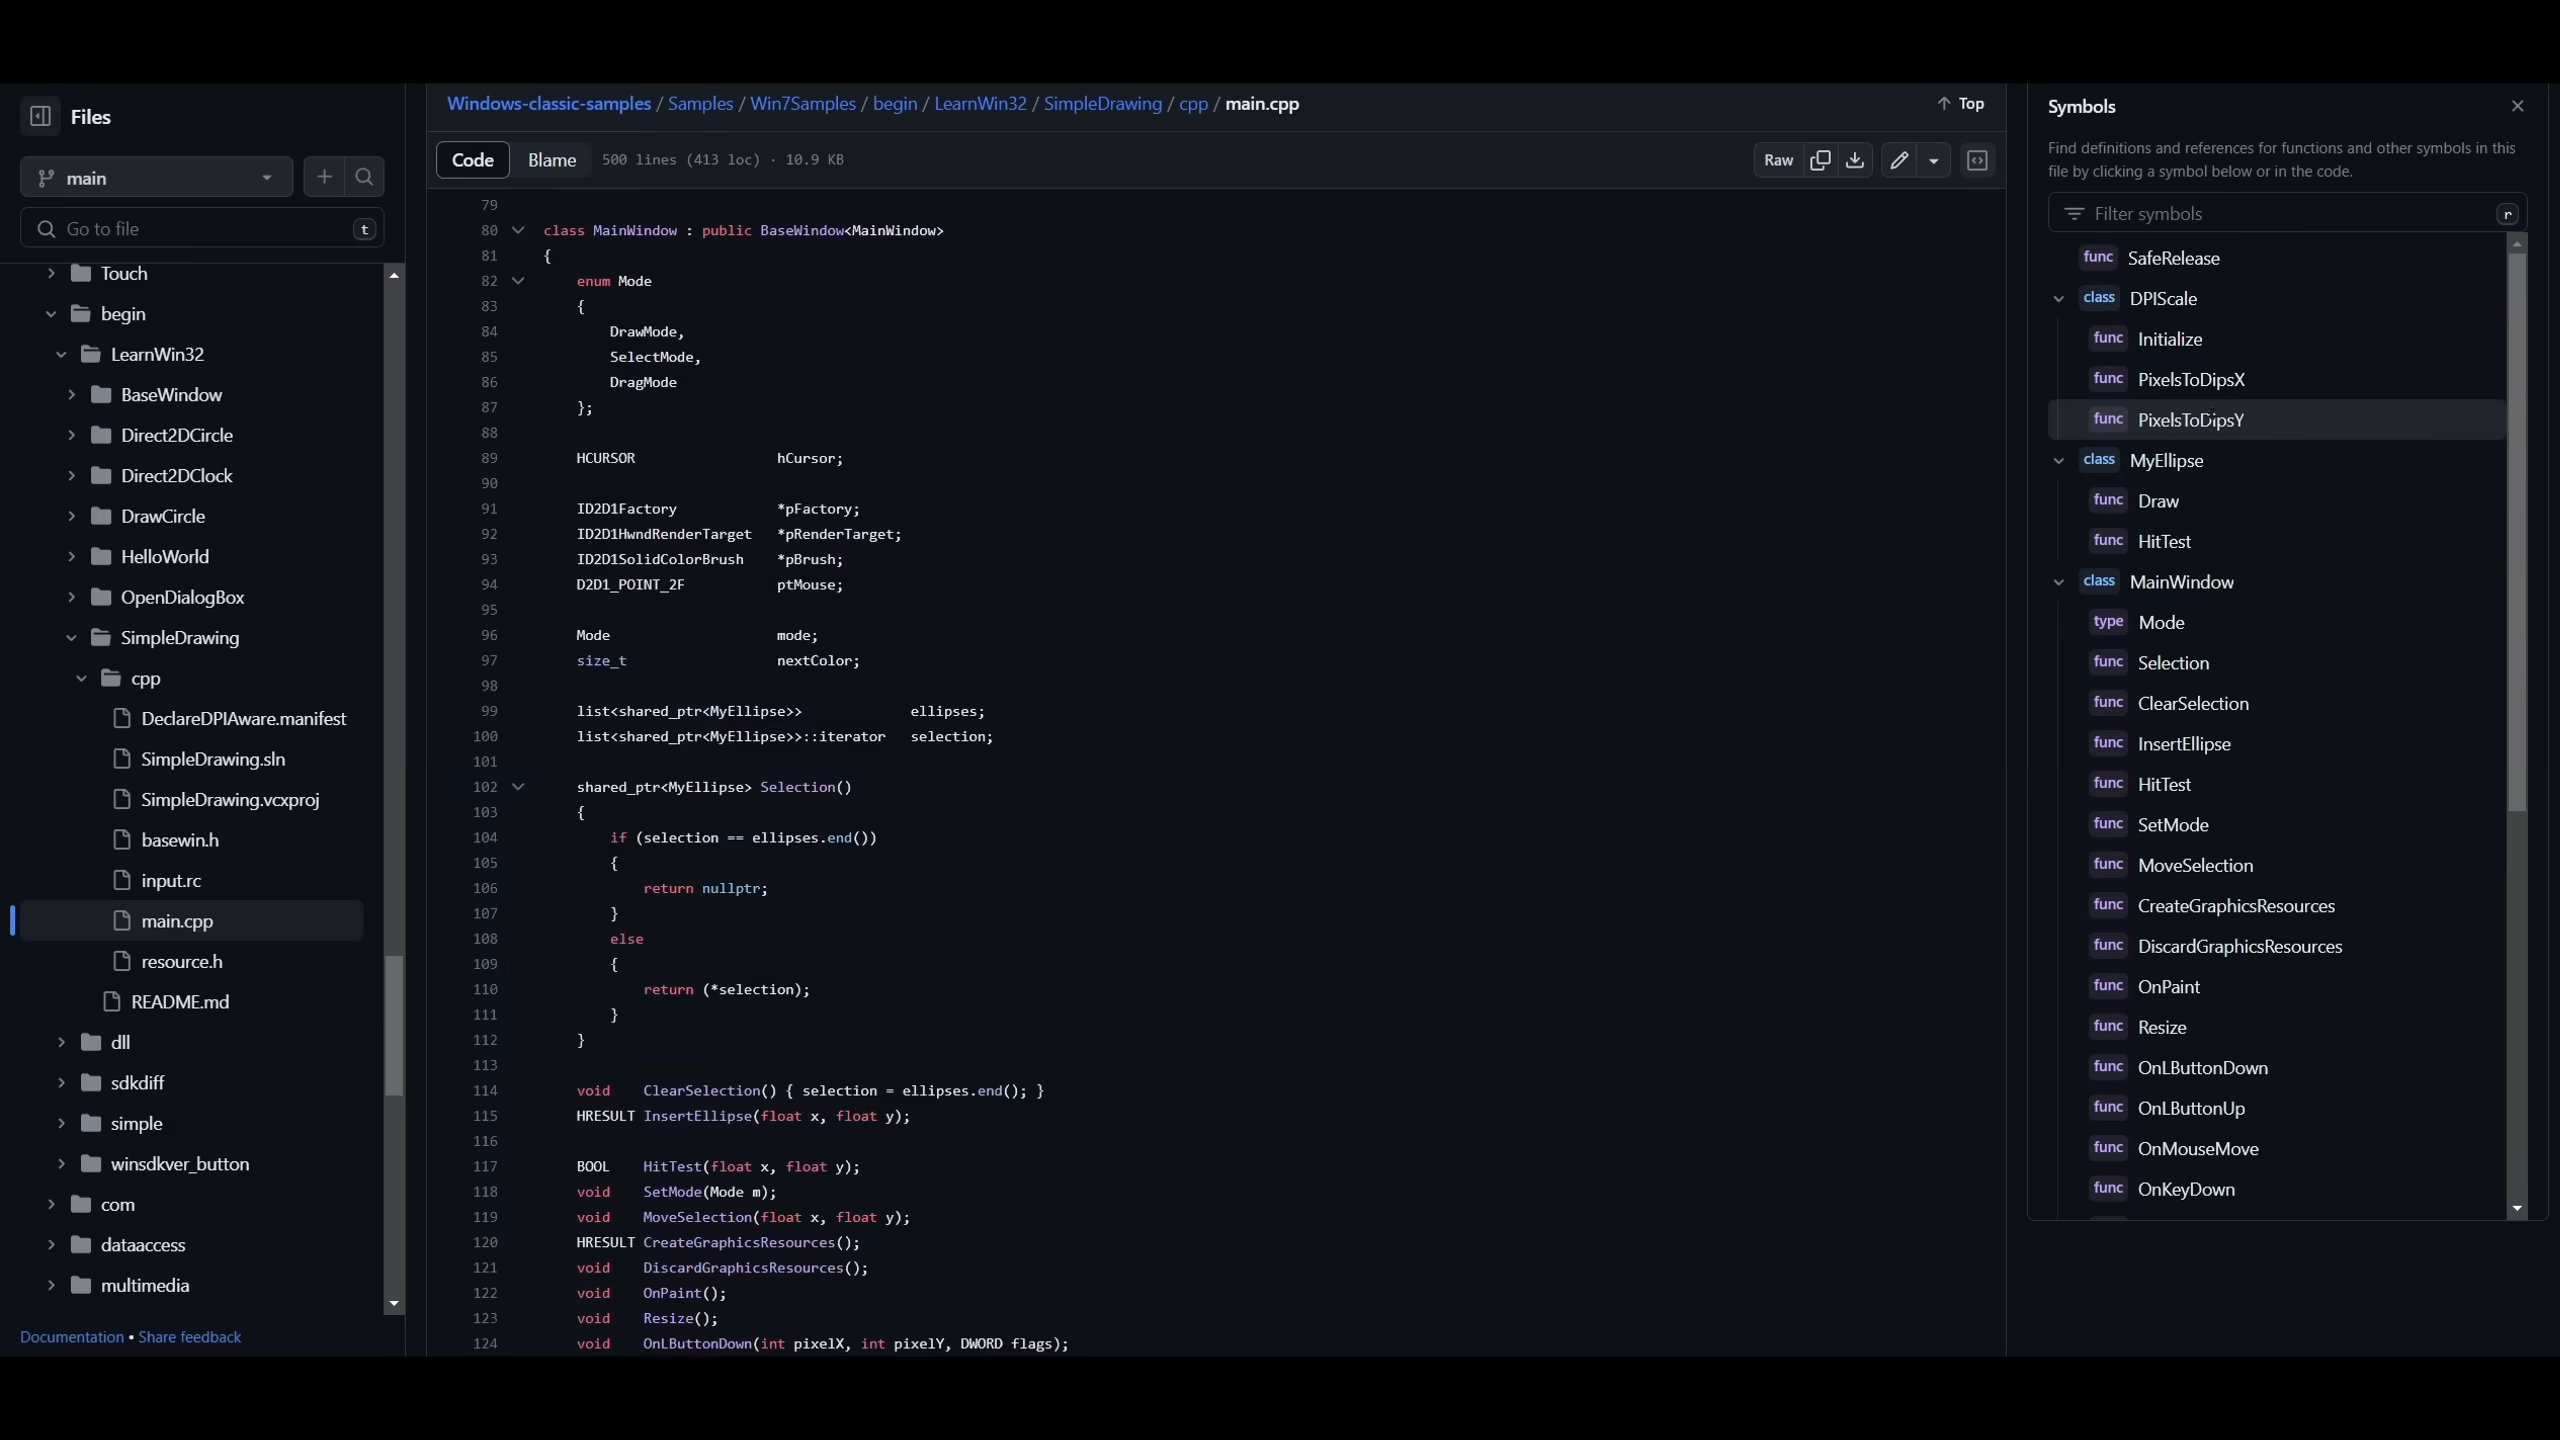 Files
main
Go to file
t
Touch
begin
LearnWin32
BaseWindow
Direct2DCircle
Direct2DClock
DrawCircle
HelloWorld
OpenDialogBox
SimpleDrawing
cpp
DeclareDPIAware.manifest
SimpleDrawing.sln
SimpleDrawing.vcxproj
basewin.h
input.rc
main.cpp
resource.h
README.md
dll
sdkdiff
simple
winsdkver_button
com
dataaccess
multimedia
Documentation • Share feedback
Windows-classic-samples / Samples / Win7Samples / begin / LearnWin32 / SimpleDrawing / cpp / main.cpp
Top
Code Blame 500 lines (413 loc) · 10.9 KB
Raw
79
80 class MainWindow : public BaseWindow<MainWindow>
81 {
82 enum Mode
83 {
84 DrawMode,
85 SelectMode,
86 DragMode
87 };
88
89 HCURSOR hCursor;
90
91 ID2D1Factory *pFactory;
92 ID2D1HwndRenderTarget *pRenderTarget;
93 ID2D1SolidColorBrush *pBrush;
94 D2D1_POINT_2F ptMouse;
95
96 Mode mode;
97 size_t nextColor;
98
99 list<shared_ptr<MyEllipse>> ellipses;
100 list<shared_ptr<MyEllipse>>::iterator selection;
101
102 shared_ptr<MyEllipse> Selection()
103 {
104 if (selection == ellipses.end())
105 {
106 return nullptr;
107 }
108 else
109 {
110 return (*selection);
111 }
112 }
113
114 void ClearSelection() { selection = ellipses.end(); }
115 HRESULT InsertEllipse(float x, float y);
116
117 BOOL HitTest(float x, float y);
118 void SetMode(Mode m);
119 void MoveSelection(float x, float y);
120 HRESULT CreateGraphicsResources();
121 void DiscardGraphicsResources();
122 void OnPaint();
123 void Resize();
124 void OnLButtonDown(int pixelX, int pixelY, DWORD flags);
Symbols
Find definitions and references for functions and other symbols in this
file by clicking a symbol below or in the code.
Filter symbols
r
func SafeRelease
class DPIScale
func Initialize
func PixelsToDipsX
func PixelsToDipsY
class MyEllipse
func Draw
func HitTest
class MainWindow
type Mode
func Selection
func ClearSelection
func InsertEllipse
func HitTest
func SetMode
func MoveSelection
func CreateGraphicsResources
func DiscardGraphicsResources
func OnPaint
func Resize
func OnLButtonDown
func OnLButtonUp
func OnMouseMove
func OnKeyDown